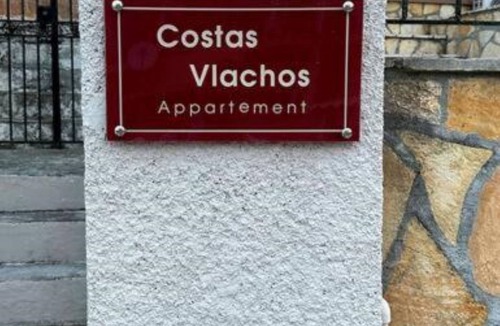 Costas
Vlachos
Appartement